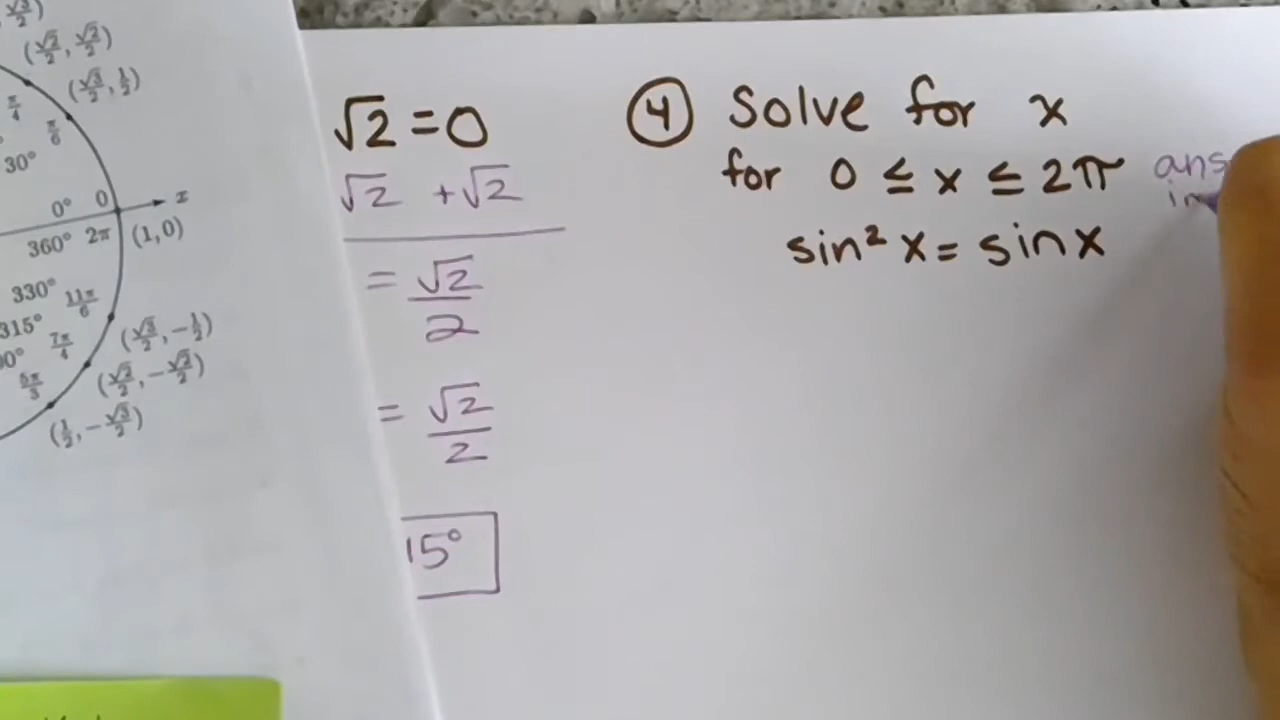 (√2/2, √2/2)
(√3/2, 1/2)
π/4
π/6
30°
0° 0 x
360° 2π (1, 0)
330° 11π/6
315° 7π/4
5π/3
(√3/2, -1/2)
(√2/2, -√2/2)
(1/2, -√3/2)
√2 = 0
√2 +√2
= √2/2
= √2/2
15°
④ Solve for x
for 0 ≤ x ≤ 2π ans
sin² x = sin x